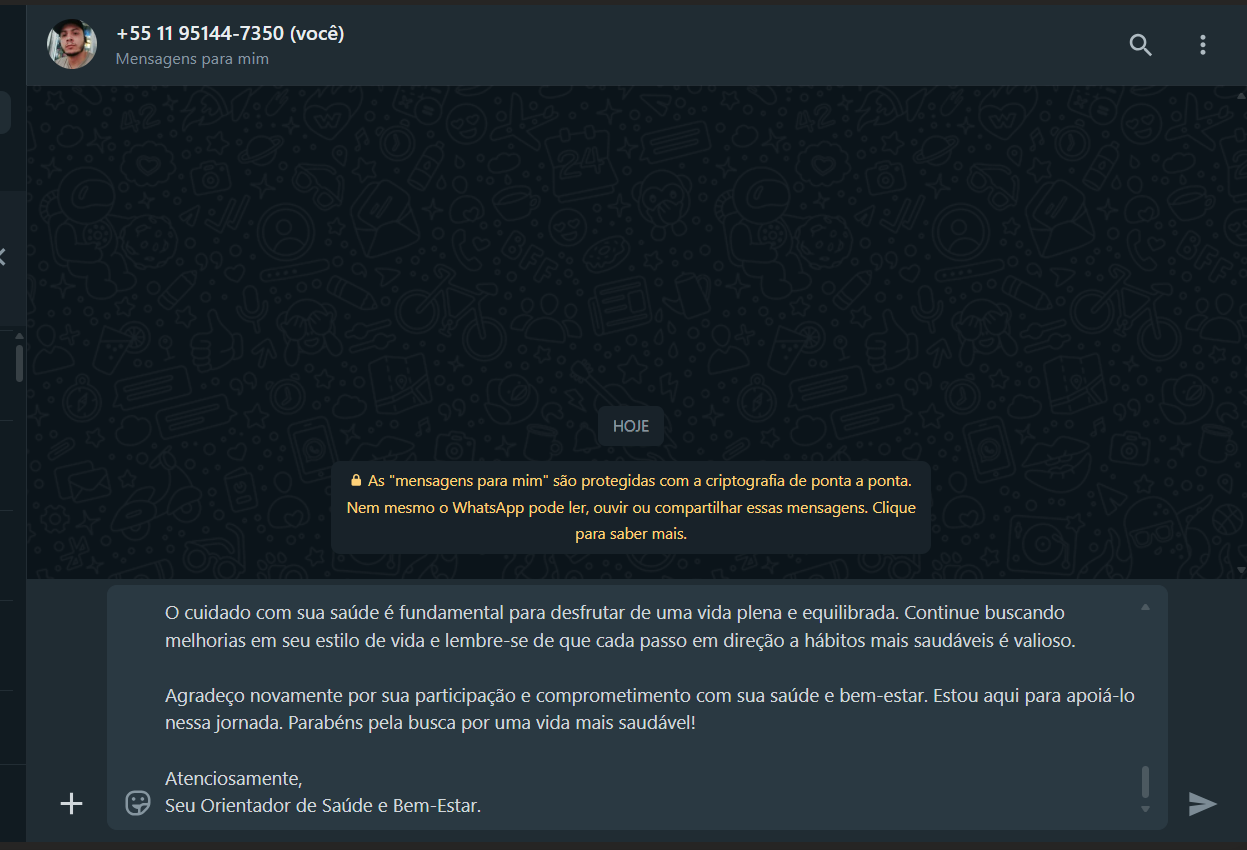 +55 11 95144-7350 (você)
Mensagens para mim
HOJE
As "mensagens para mim" são protegidas com a criptografia de ponta a ponta.
Nem mesmo o WhatsApp pode ler, ouvir ou compartilhar essas mensagens. Clique
para saber mais.
O cuidado com sua saúde é fundamental para desfrutar de uma vida plena e equilibrada. Continue buscando
melhorias em seu estilo de vida e lembre-se de que cada passo em direção a hábitos mais saudáveis é valioso.
Agradeço novamente por sua participação e comprometimento com sua saúde e bem-estar. Estou aqui para apoiá-lo
nessa jornada. Parabéns pela busca por uma vida mais saudável!
Atenciosamente,
Seu Orientador de Saúde e Bem-Estar.